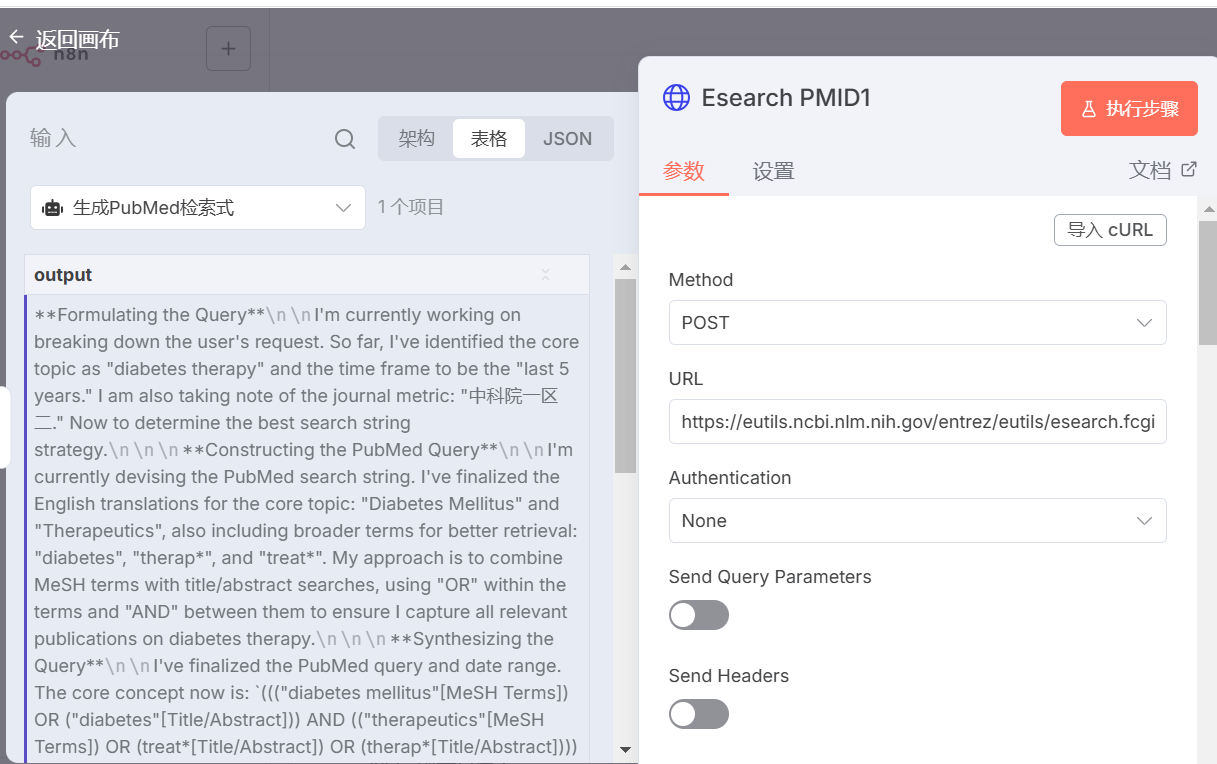 返回画布
n8n
+
输入
架构
表格
JSON
生成PubMed检索式
1 个项目
output
**Formulating the Query**\n\nI'm currently working on
breaking down the user's request. So far, I've identified the core
topic as "diabetes therapy" and the time frame to be the "last 5
years." I am also taking note of the journal metric: "中科院一区
二." Now to determine the best search string
strategy.\n\n\n**Constructing the PubMed Query**\n\nI'm
currently devising the PubMed search string. I've finalized the
English translations for the core topic: "Diabetes Mellitus" and
"Therapeutics", also including broader terms for better retrieval:
"diabetes", "therap*", and "treat*". My approach is to combine
MeSH terms with title/abstract searches, using "OR" within the
terms and "AND" between them to ensure I capture all relevant
publications on diabetes therapy.\n\n\n**Synthesizing the
Query**\n\nI've finalized the PubMed query and date range.
The core concept now is: `((("diabetes mellitus"[MeSH Terms])
OR ("diabetes"[Title/Abstract])) AND (("therapeutics"[MeSH
Terms]) OR (treat*[Title/Abstract]) OR (therap*[Title/Abstract])))
Esearch PMID1
执行步骤
参数
设置
文档
导入 cURL
Method
POST
URL
https://eutils.ncbi.nlm.nih.gov/entrez/eutils/esearch.fcgi
Authentication
None
Send Query Parameters
Send Headers